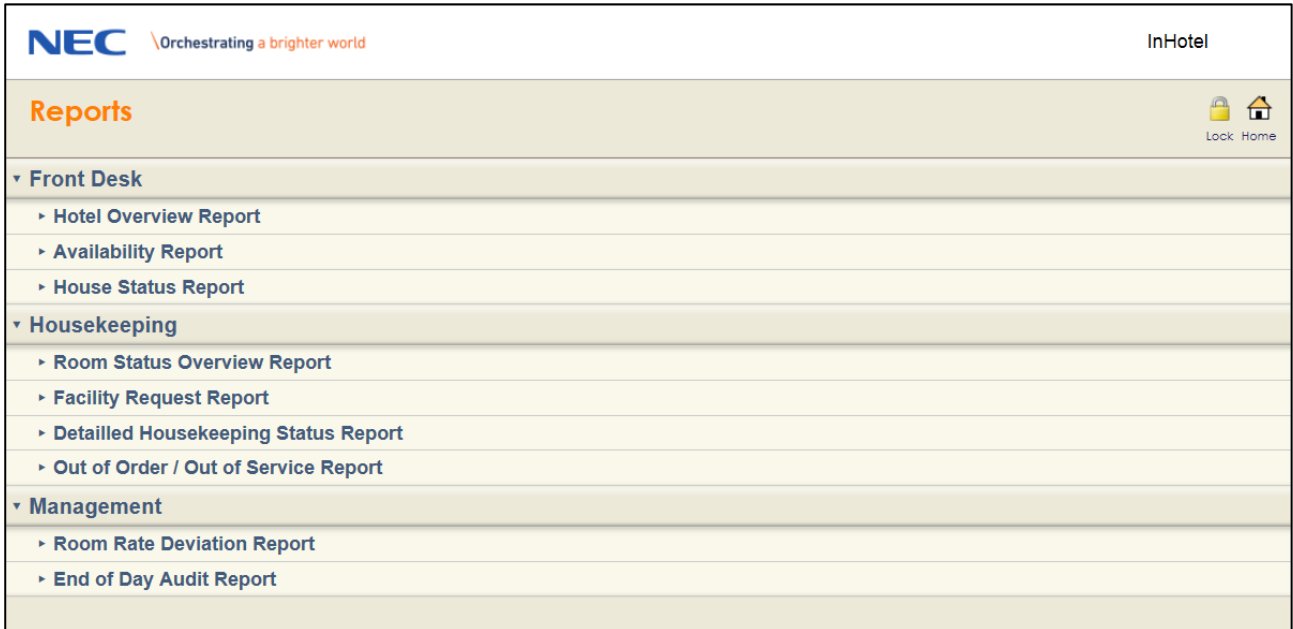 NEC \Orchestrating a brighter world
InHotel
Reports
Lock Home
Front Desk
Hotel Overview Report
Availability Report
House Status Report
Housekeeping
Room Status Overview Report
Facility Request Report
Detailled Housekeeping Status Report
Out of Order / Out of Service Report
Management
Room Rate Deviation Report
End of Day Audit Report